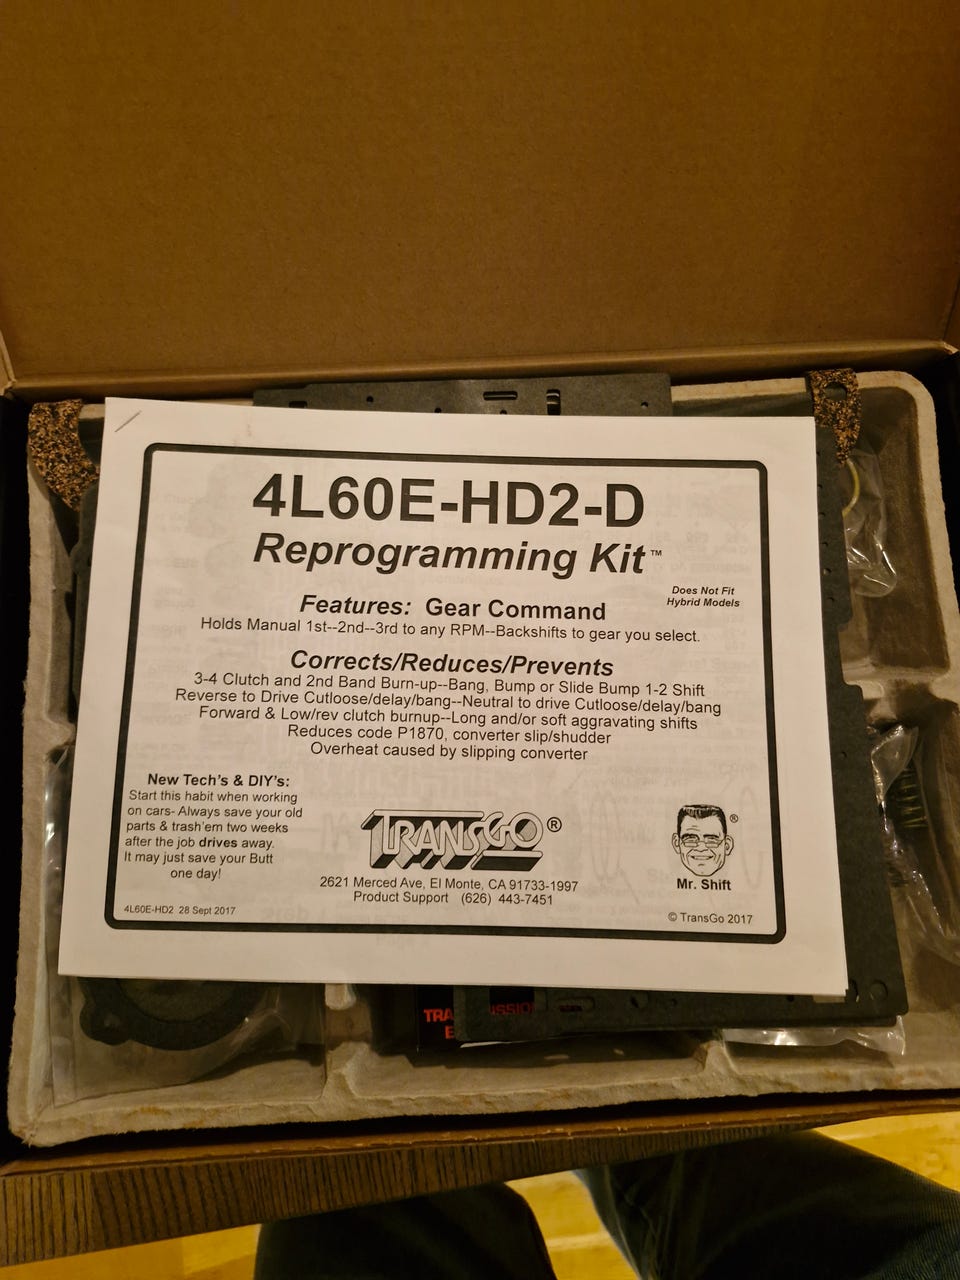 4L60E-HD2-D
Reprogramming Kit™
Does Not Fit
Hybrid Models
Features: Gear Command
Holds Manual 1st--2nd--3rd to any RPM--Backshifts to gear you select.
Corrects/Reduces/Prevents
3-4 Clutch and 2nd Band Burn-up--Bang, Bump or Slide Bump 1-2 Shift
Reverse to Drive Cutloose/delay/bang--Neutral to drive Cutloose/delay/bang
Forward & Low/rev clutch burnup--Long and/or soft aggravating shifts
Reduces code P1870, converter slip/shudder
Overheat caused by slipping converter
New Tech's & DIY's:
Start this habit when working
on cars- Always save your old
parts & trash'em two weeks
after the job drives away.
It may just save your Butt
one day!
4L60E-HD2 28 Sept 2017
TRANSGO®
2621 Merced Ave, El Monte, CA 91733-1997
Product Support (626) 443-7451
®
Mr. Shift
© TransGo 2017